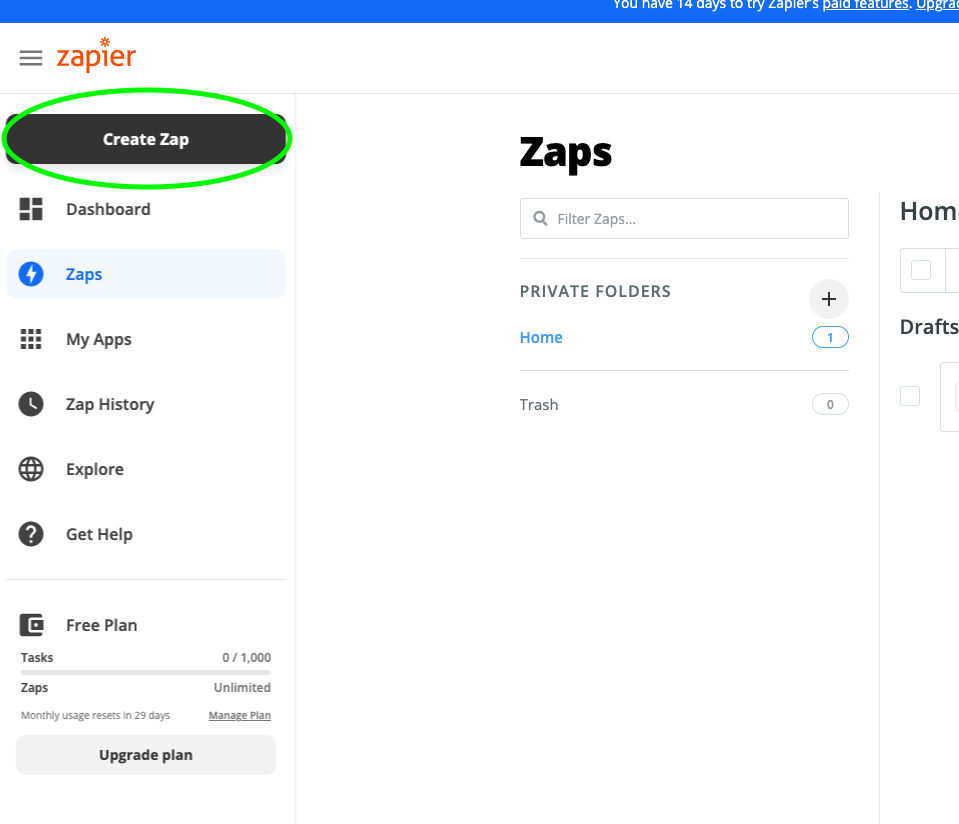 You have 14 days to try Zapier's paid features.
zapier
Create Zap
Dashboard
Zaps
My Apps
Zap History
Explore
Get Help
Free Plan
Tasks 0 / 1,000
Zaps Unlimited
Monthly usage resets in 29 days Manage Plan
Upgrade plan
Zaps
Filter Zaps...
PRIVATE FOLDERS
Home 1
Trash 0
Drafts